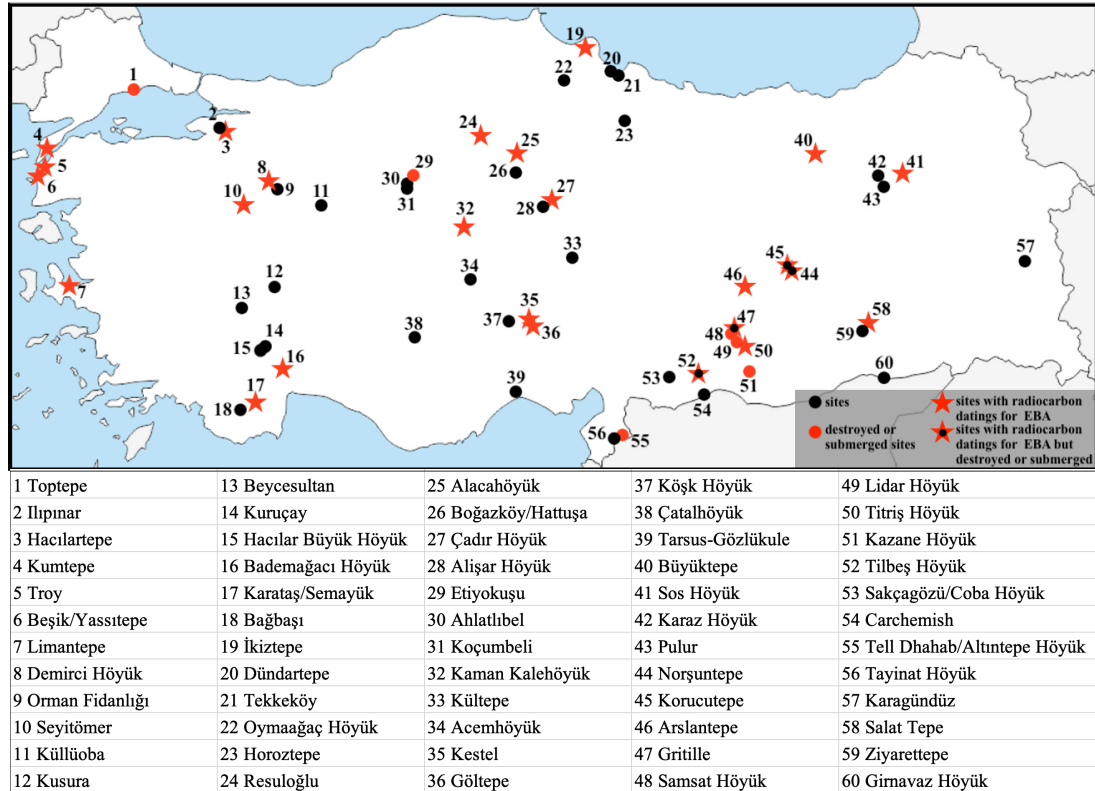 19
20
22
21
1
2
3
23
24
25
26
4
5
6
40
42
41
43
8
9
10
11
29
30
31
27
28
32
33
57
45
44
46
7
12
13
34
35
36
37
38
14
15
16
17
18
39
47
48
49
50
51
52
53
54
55
56
58
59
60
sites
destroyed or
submerged sites
sites with radiocarbon
datings for EBA
sites with radiocarbon
datings for EBA but
destroyed or submerged
1 Toptepe
2 Ilıpınar
3 Hacılartepe
4 Kumtepe
5 Troy
6 Beşik/Yassıtepe
7 Limantepe
8 Demirci Höyük
9 Orman Fidanlığı
10 Seyitömer
11 Küllüoba
12 Kusura
13 Beycesultan
14 Kuruçay
15 Hacılar Büyük Höyük
16 Bademağacı Höyük
17 Karataş/Semayük
18 Bağbaşı
19 İkiztepe
20 Dündartepe
21 Tekkeköy
22 Oymaağaç Höyük
23 Horoztepe
24 Resuloğlu
25 Alacahöyük
26 Boğazköy/Hattuşa
27 Çadır Höyük
28 Alişar Höyük
29 Etiyokuşu
30 Ahlatlıbel
31 Koçumbeli
32 Kaman Kalehöyük
33 Kültepe
34 Acemhöyük
35 Kestel
36 Göltepe
37 Köşk Höyük
38 Çatalhöyük
39 Tarsus-Gözlükule
40 Büyüktepe
41 Sos Höyük
42 Karaz Höyük
43 Pulur
44 Norşuntepe
45 Korucutepe
46 Arslantepe
47 Gritille
48 Samsat Höyük
49 Lidar Höyük
50 Titriş Höyük
51 Kazane Höyük
52 Tilbeş Höyük
53 Sakçagözü/Coba Höyük
54 Carchemish
55 Tell Dhahab/Altıntepe Höyük
56 Tayinat Höyük
57 Karagündüz
58 Salat Tepe
59 Ziyarettepe
60 Girnavaz Höyük